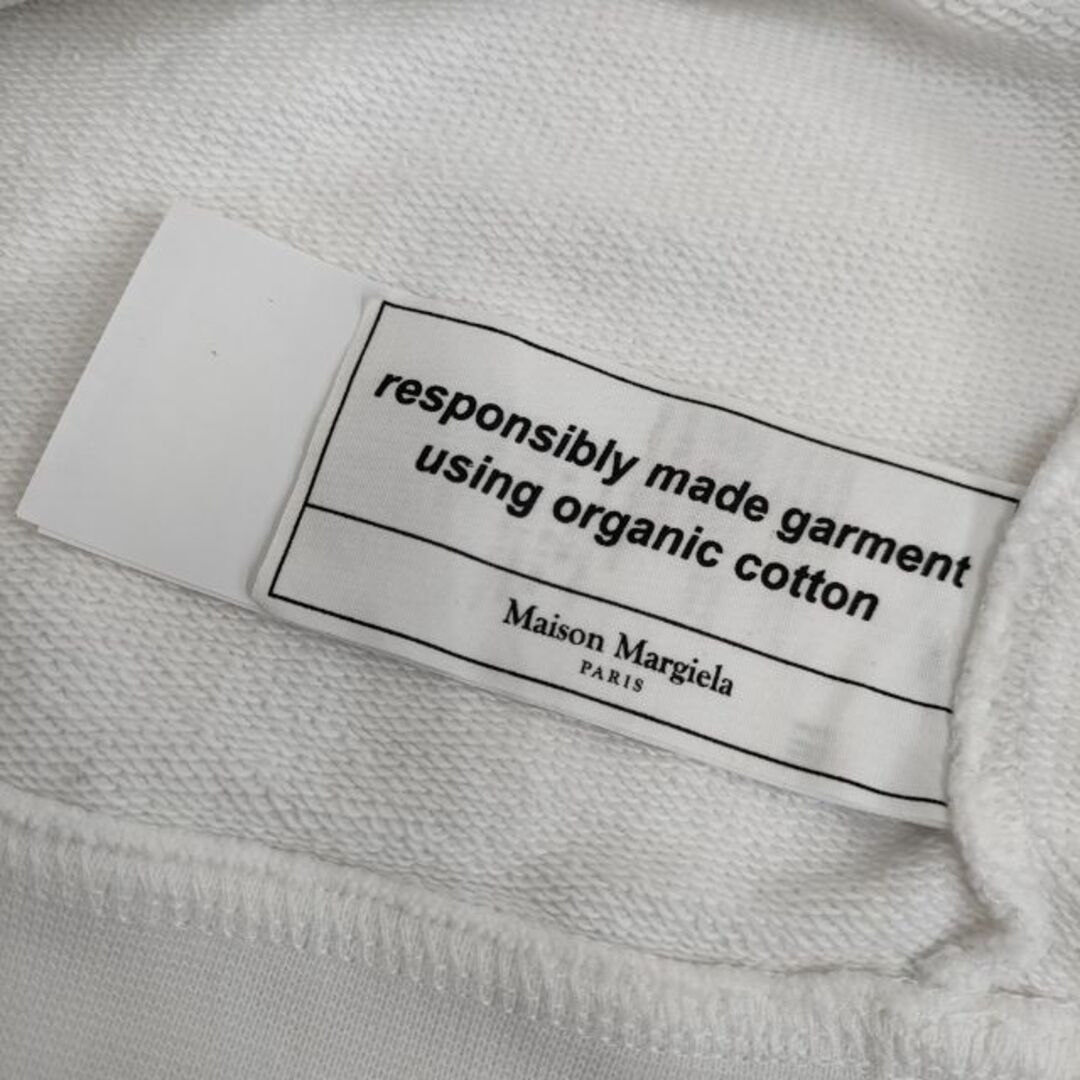 responsibly made garment
using organic cotton
Maison Margiela
PARIS